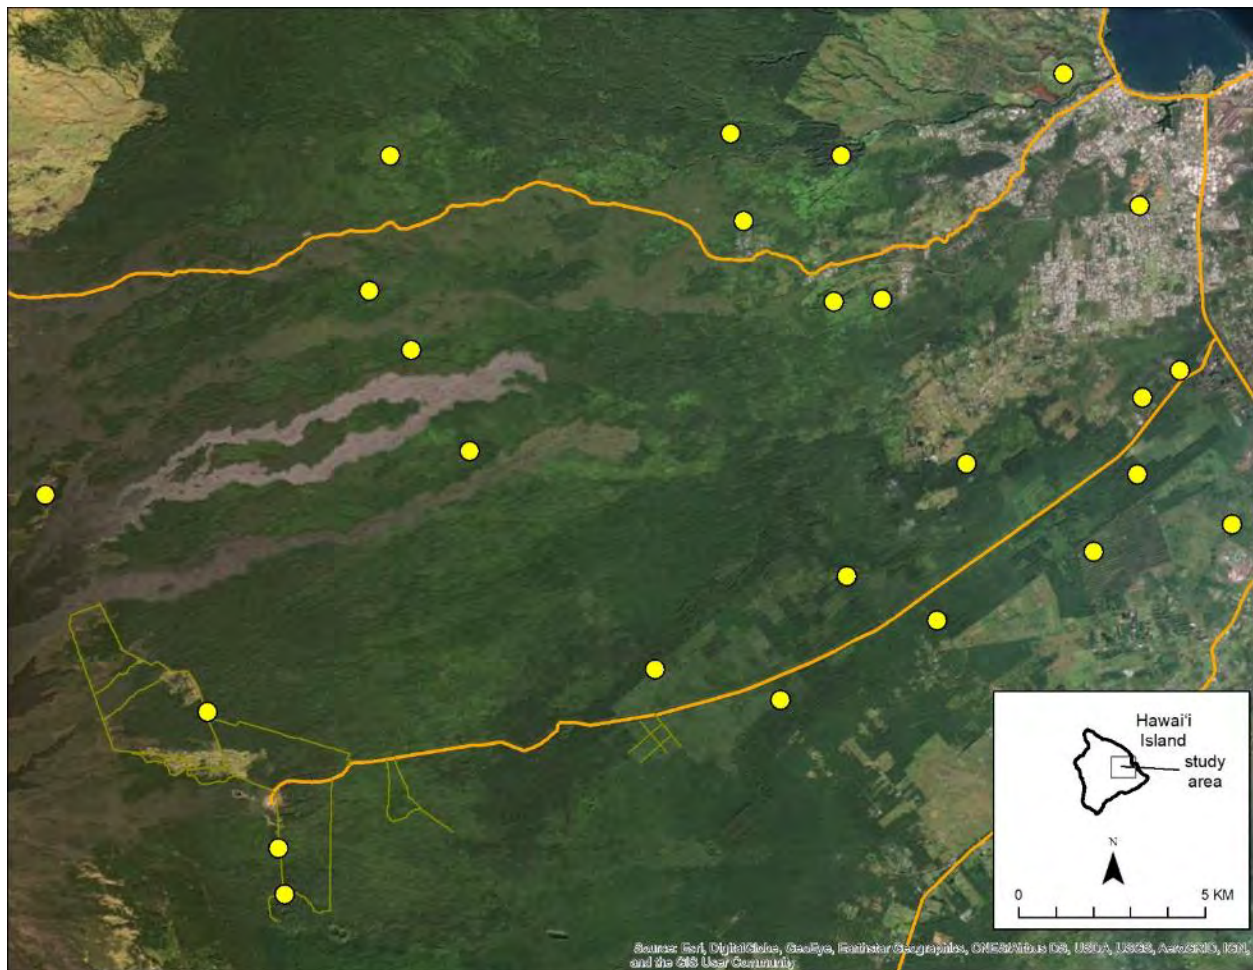 Hawai‘i
Island
study
area
N
0 5 KM
Source: Esri, DigitalGlobe, GeoEye, Earthstar Geographics, CNES/Airbus DS, USDA, USGS, AeroGRID, IGN,
and the GIS User Community